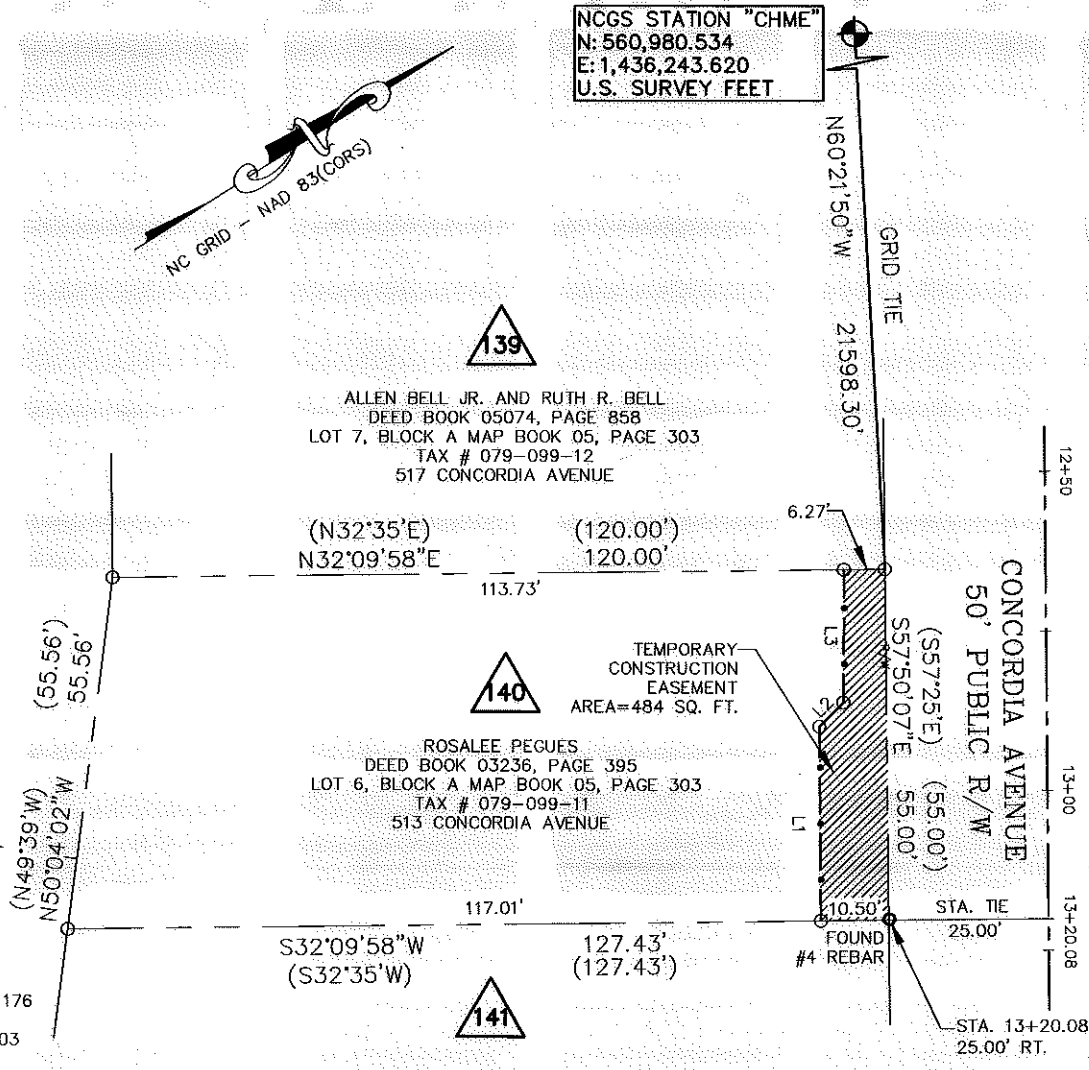 NCGS STATION "CHME"
N: 560,980.534
E: 1,436,243.620
U.S. SURVEY FEET
N
NC GRID - NAD 83(CORS)
N60°21'50"W 21598.30'
GRID TIE
139
ALLEN BELL JR. AND RUTH R. BELL
DEED BOOK 05074, PAGE 858
LOT 7, BLOCK A MAP BOOK 05, PAGE 303
TAX # 079-099-12
517 CONCORDIA AVENUE
12+50
6.27'
(N32°35'E) (120.00')
N32°09'58"E 120.00'
113.73'
CONCORDIA AVENUE
50' PUBLIC R/W
(S57°25'E) (55.00')
S57°50'07"E 55.00'
R/W
L3
L2
L1
TEMPORARY
CONSTRUCTION
EASEMENT
AREA=484 SQ. FT.
(55.56')
55.56'
140
ROSALEE PEGUES
DEED BOOK 03236, PAGE 395
LOT 6, BLOCK A MAP BOOK 05, PAGE 303
TAX # 079-099-11
513 CONCORDIA AVENUE
13+00
(N49°39'W)
N50°04'02"W
117.01'
10.50'
STA. TIE
25.00'
13+20.08
S32°09'58"W 127.43'
(S32°35'W) (127.43')
FOUND
#4 REBAR
176
03
141
STA. 13+20.08
25.00' RT.